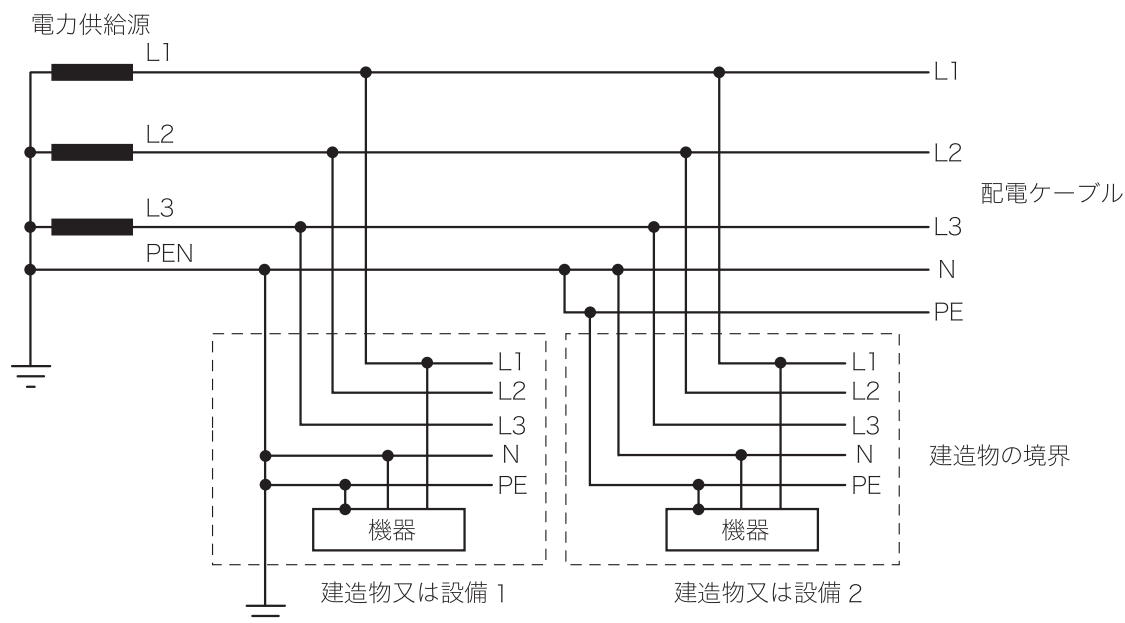 電力供給源
L1
L1
L2
L2
配電ケーブル
L3
L3
PEN
N
PE
L1
L2
L3
N
PE
機器
建造物又は設備 1
L1
L2
L3
N
PE
機器
建造物又は設備 2
建造物の境界